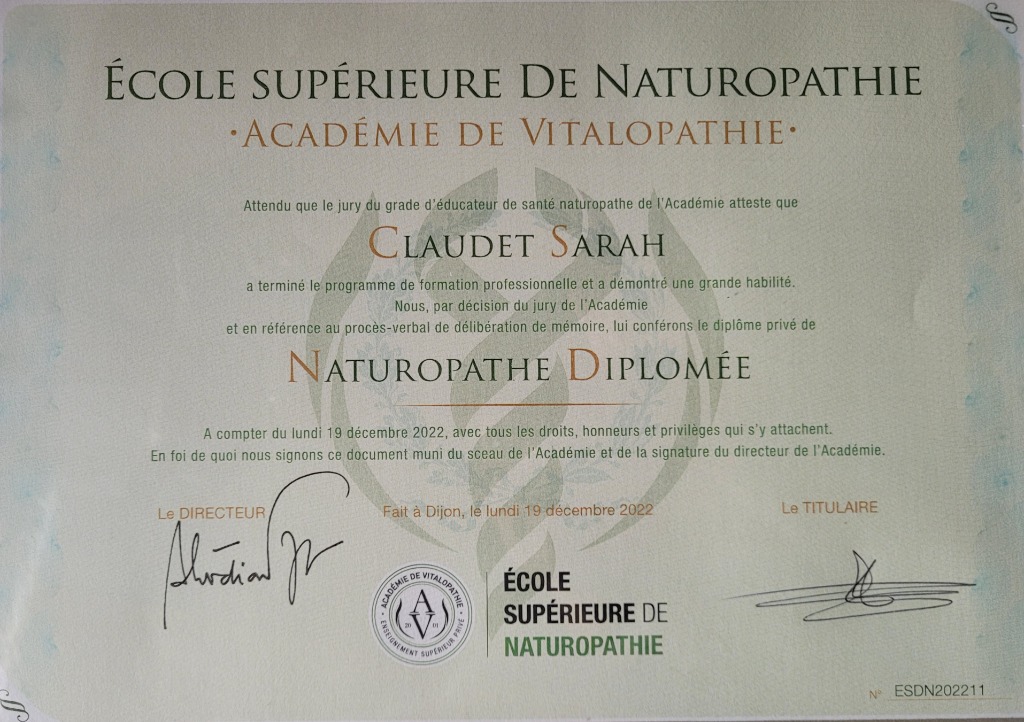 ÉCOLE SUPÉRIEURE DE NATUROPATHIE
·ACADÉMIE DE VITALOPATHIE·
Attendu que le jury du grade d'éducateur de santé naturopathe de l'Académie atteste que
CLAUDET SARAH
a terminé le programme de formation professionnelle et a démontré une grande habilité.
Nous, par décision du jury de l'Académie
et en référence au procès-verbal de délibération de mémoire, lui conférons le diplôme privé de
NATUROPATHE DIPLOMÉE
A compter du lundi 19 décembre 2022, avec tous les droits, honneurs et privilèges qui s'y attachent.
En foi de quoi nous signons ce document muni du sceau de l'Académie et de la signature du directeur de l'Académie.
Le DIRECTEUR
Fait à Dijon, le lundi 19 décembre 2022
Le TITULAIRE
ACADÉMIE DE VITALOPATHIE
AV
20 01
ENSEIGNEMENT SUPÉRIEUR PRIVÉ
ÉCOLE
SUPÉRIEURE DE
NATUROPATHIE
N° ESDN202211